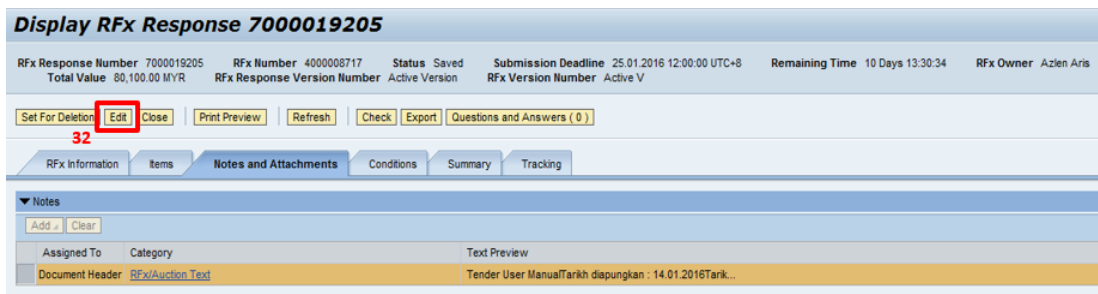 Display RFx Response 7000019205
RFx Response Number 7000019205 RFx Number 4000008717 Status Saved Submission Deadline 25.01.2016 12:00:00 UTC+8 Remaining Time 10 Days 13:30:34 RFx Owner Azlen Aris
Total Value 80,100.00 MYR RFx Response Version Number Active Version RFx Version Number Active V
Set For Deletion Edit Close Print Preview Refresh Check Export Questions and Answers ( 0 )
32
RFx Information Items Notes and Attachments Conditions Summary Tracking
Notes
Add Clear
Assigned To Category Text Preview
Document Header RFx/Auction Text Tender User ManualTarikh diapungkan : 14.01.2016Tarik...